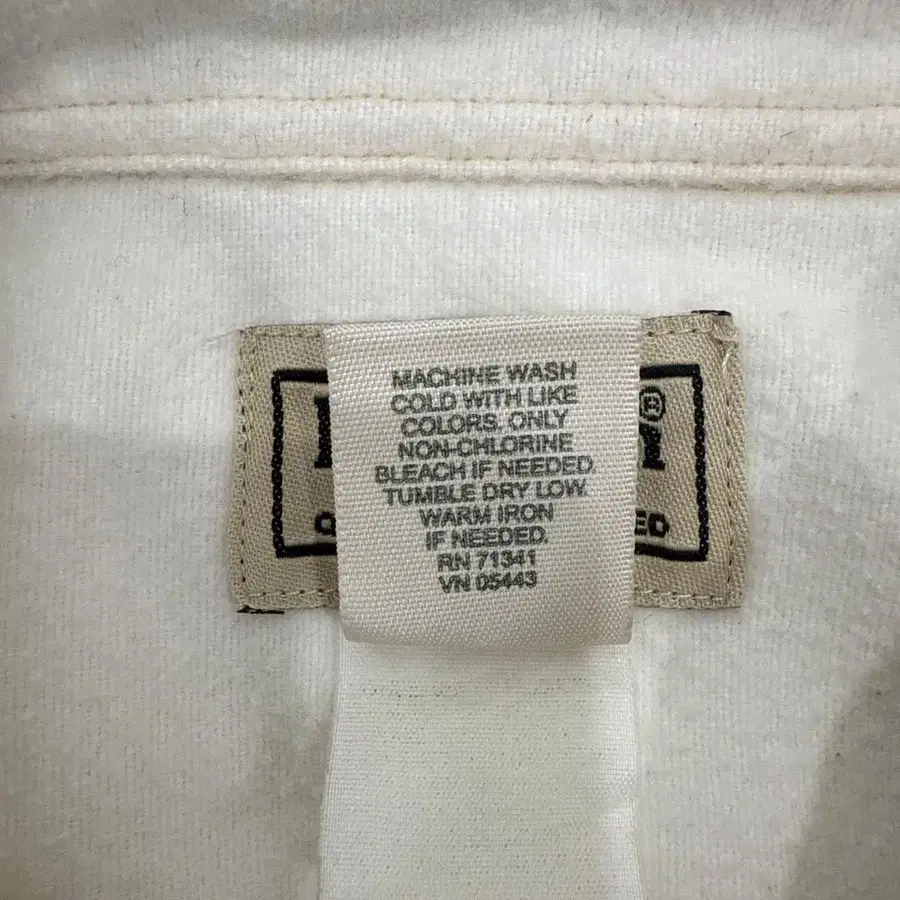 MACHINE WASH
COLD WITH LIKE
COLORS. ONLY
NON-CHLORINE
BLEACH IF NEEDED.
TUMBLE DRY LOW.
WARM IRON
IF NEEDED.
RN 71341
VN 05443
®